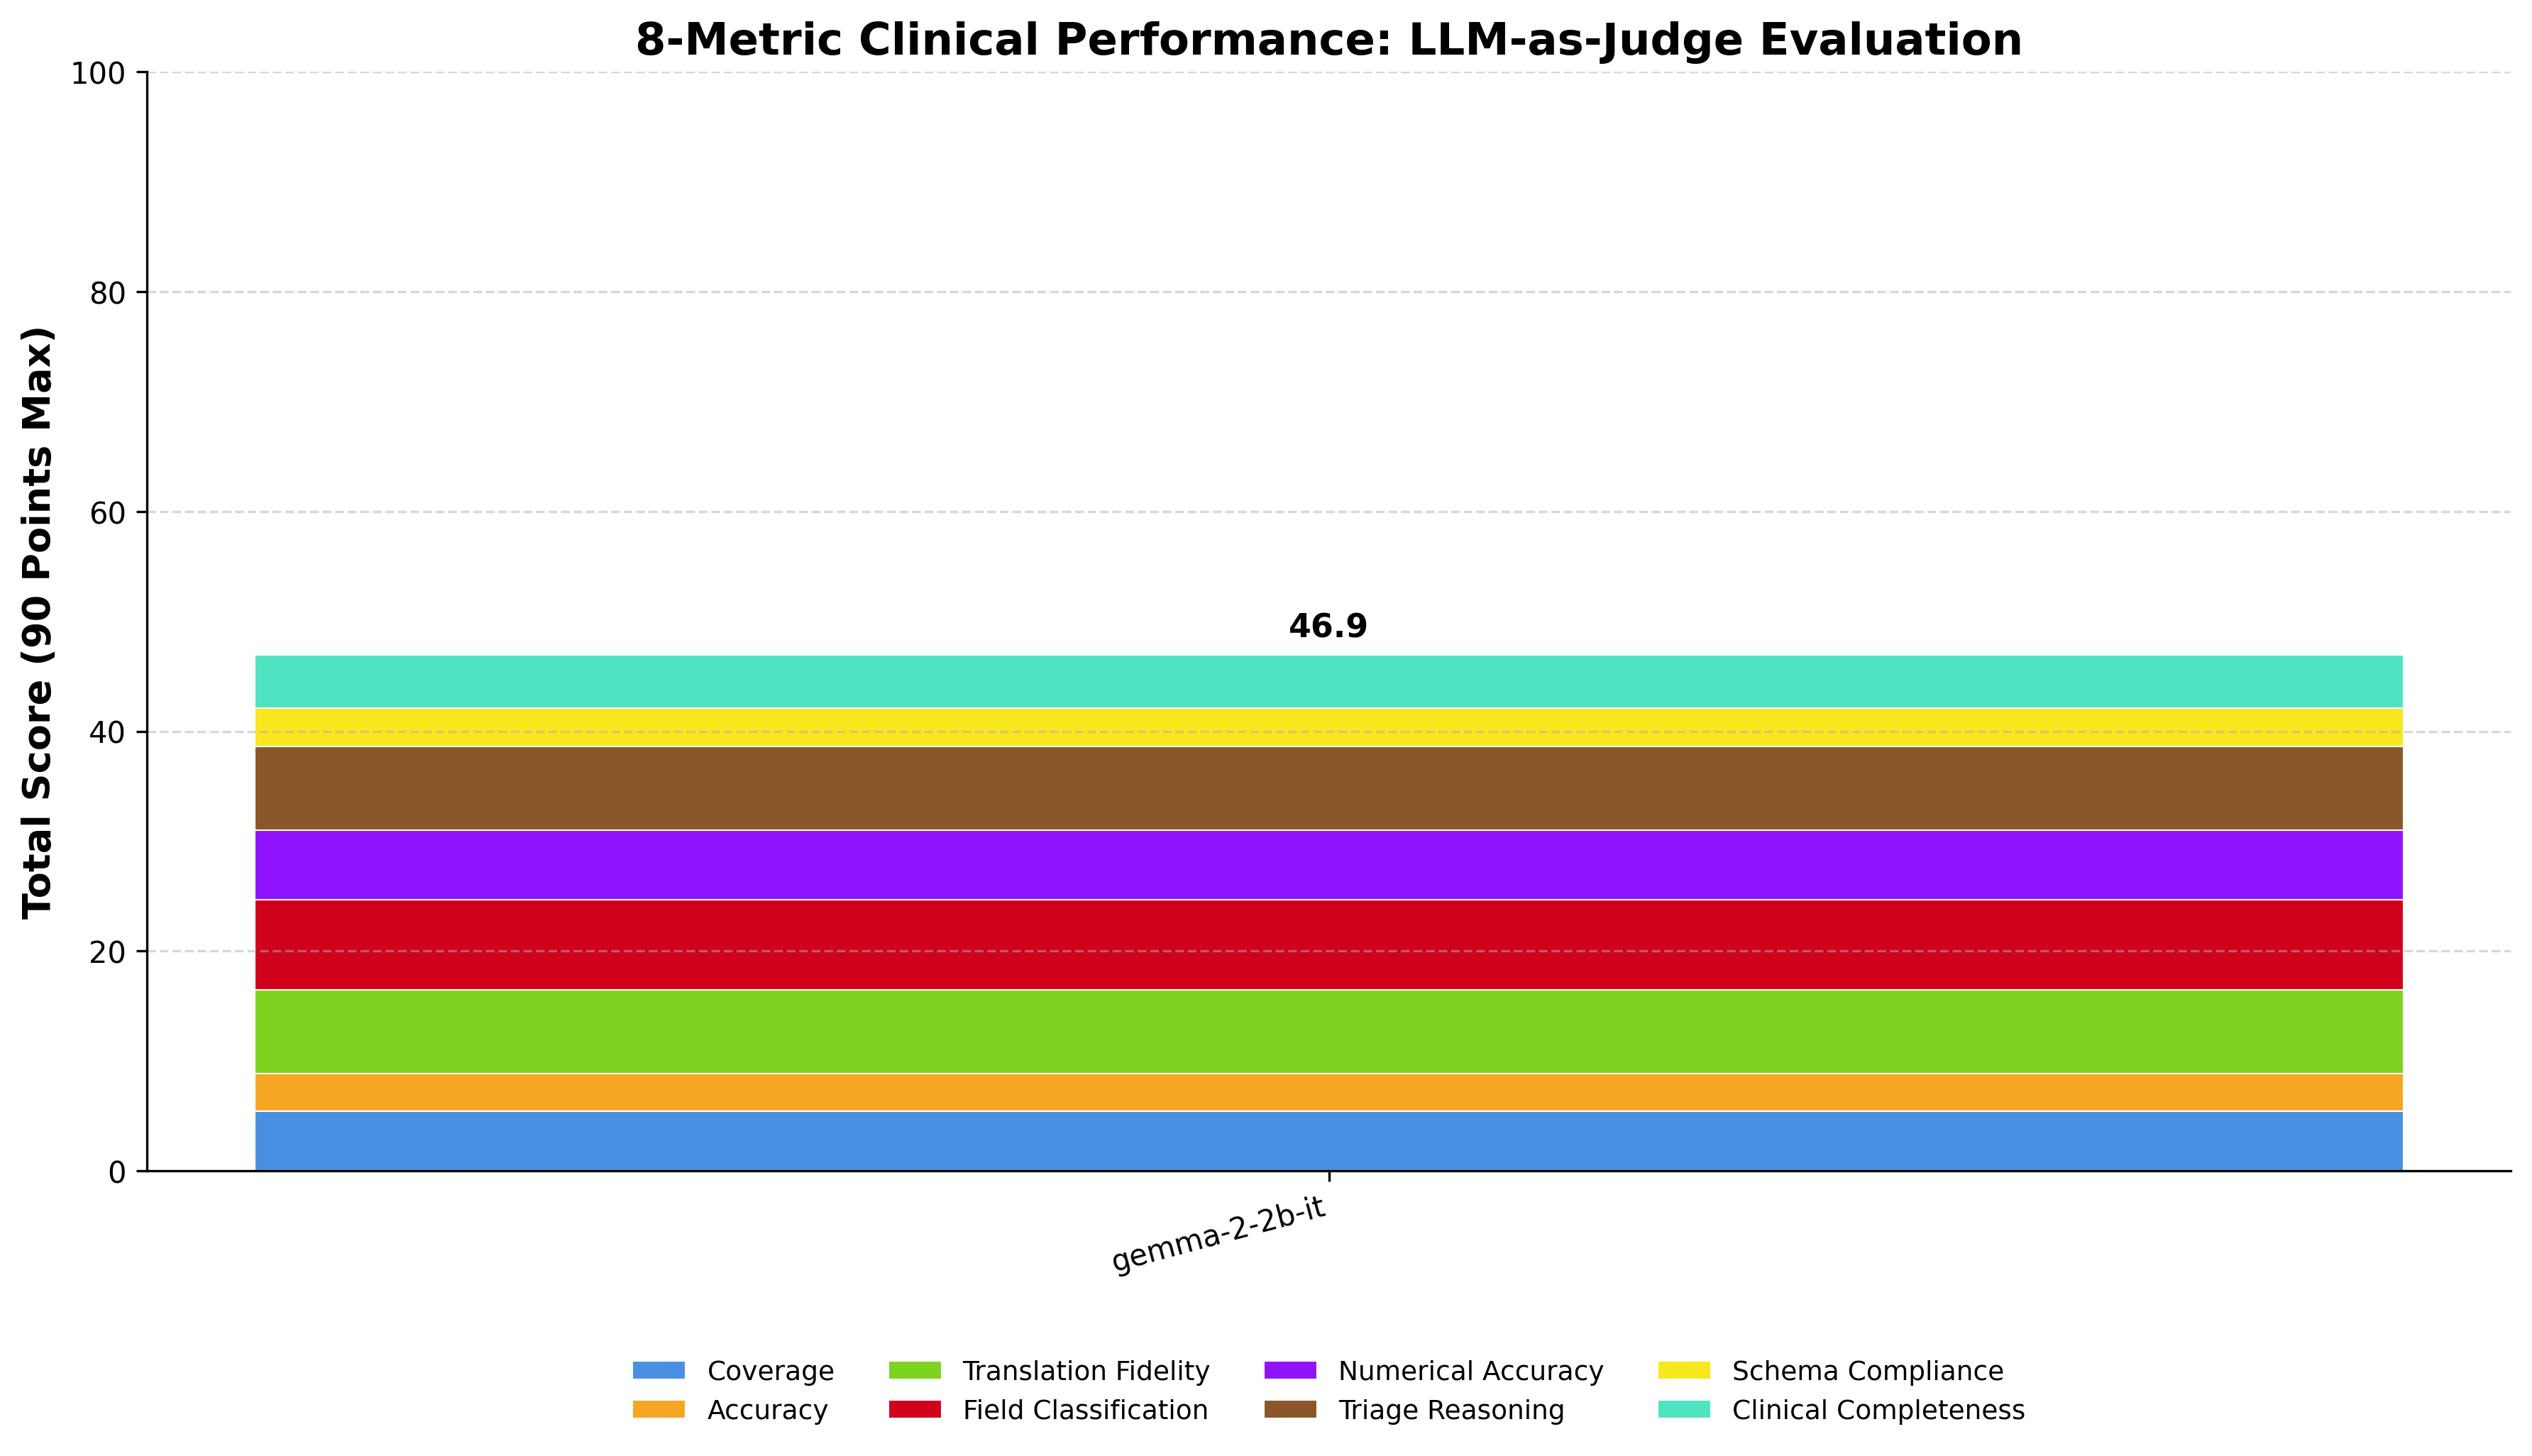 8-Metric Clinical Performance: LLM-as-Judge Evaluation
Total Score (90 Points Max)
100
80
60
40
20
0
46.9
gemma-2-2b-it
Coverage
Accuracy
Translation Fidelity
Field Classification
Numerical Accuracy
Triage Reasoning
Schema Compliance
Clinical Completeness